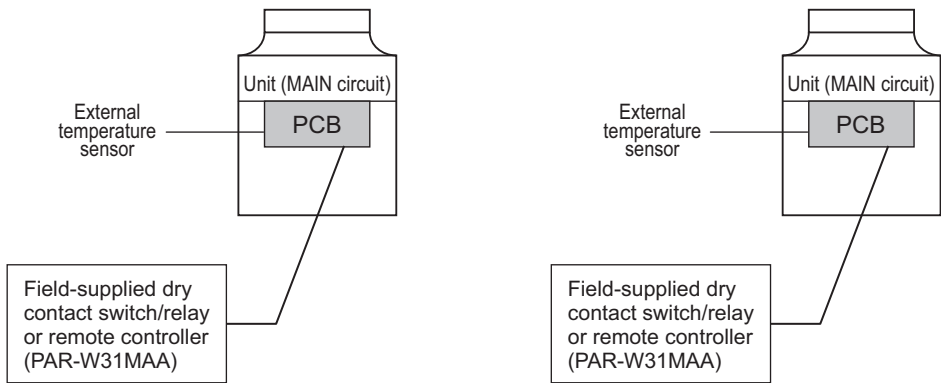 Unit (MAIN circuit)
PCB
External
temperature
sensor
Field-supplied dry
contact switch/relay
or remote controller
(PAR-W31MAA)
Unit (MAIN circuit)
PCB
External
temperature
sensor
Field-supplied dry
contact switch/relay
or remote controller
(PAR-W31MAA)